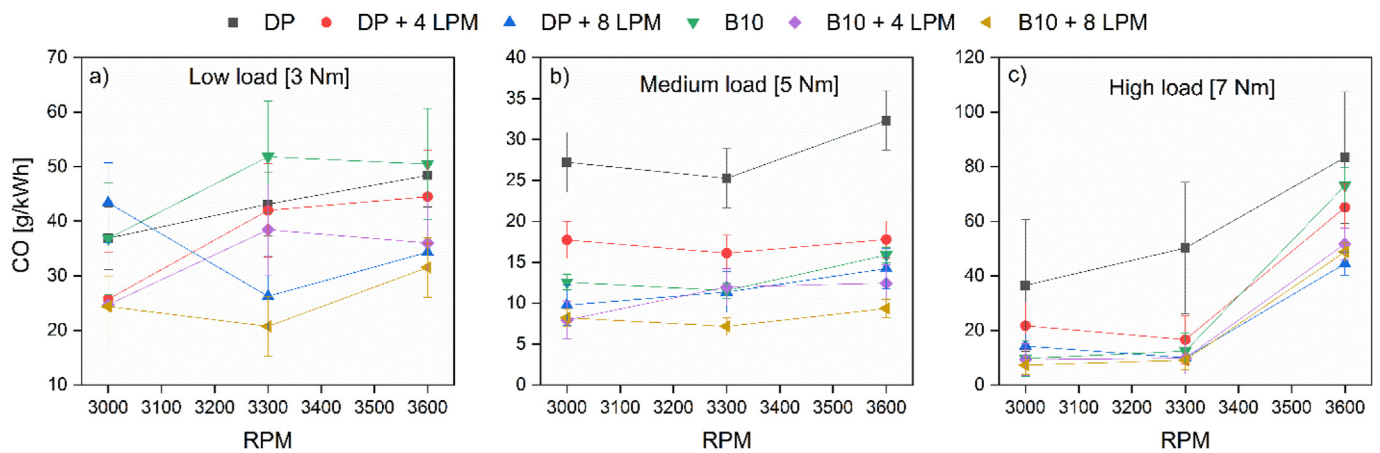 DP DP + 4 LPM DP + 8 LPM B10 B10 + 4 LPM B10 + 8 LPM
CO [g/kWh]
a) Low load [3 Nm]
70
60
50
40
30
20
10
3000 3100 3200 3300 3400 3500 3600
RPM
b) Medium load [5 Nm]
40
35
30
25
20
15
10
5
0
3000 3100 3200 3300 3400 3500 3600
RPM
c) High load [7 Nm]
120
100
80
60
40
20
0
3000 3100 3200 3300 3400 3500 3600
RPM